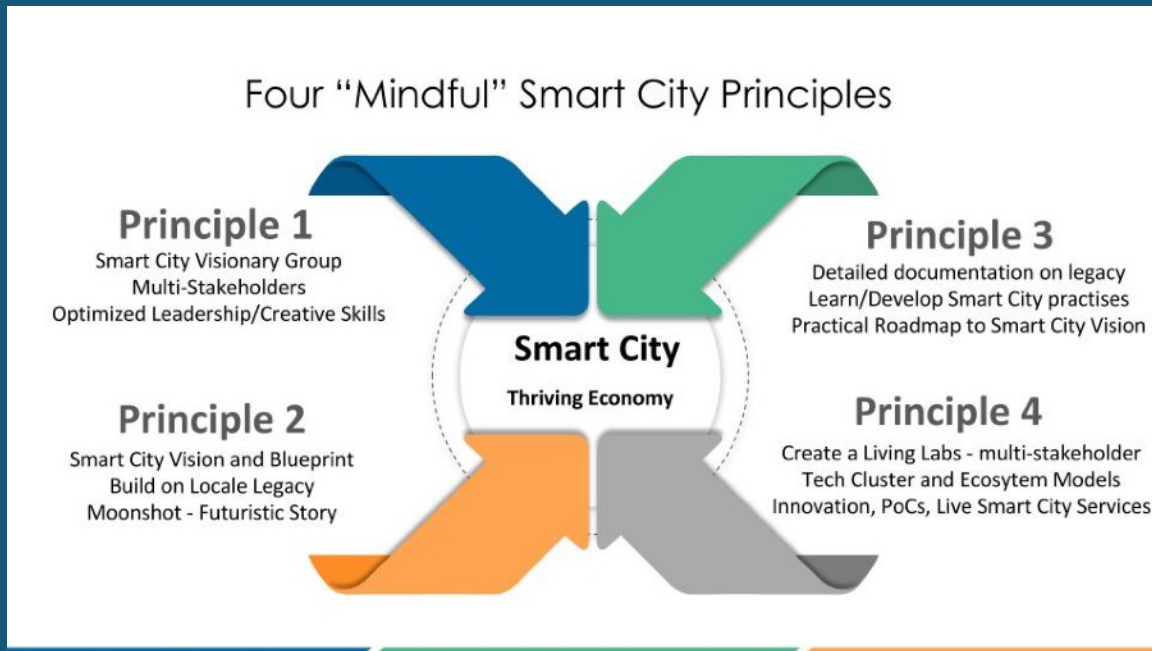 Four “Mindful” Smart City Principles
Principle 1
Smart City Visionary Group
Multi-Stakeholders
Optimized Leadership/Creative Skills
Principle 2
Smart City Vision and Blueprint
Build on Locale Legacy
Moonshot - Futuristic Story
Smart City
Thriving Economy
Principle 3
Detailed documentation on legacy
Learn/Develop Smart City practises
Practical Roadmap to Smart City Vision
Principle 4
Create a Living Labs - multi-stakeholder
Tech Cluster and Ecosytem Models
Innovation, PoCs, Live Smart City Services